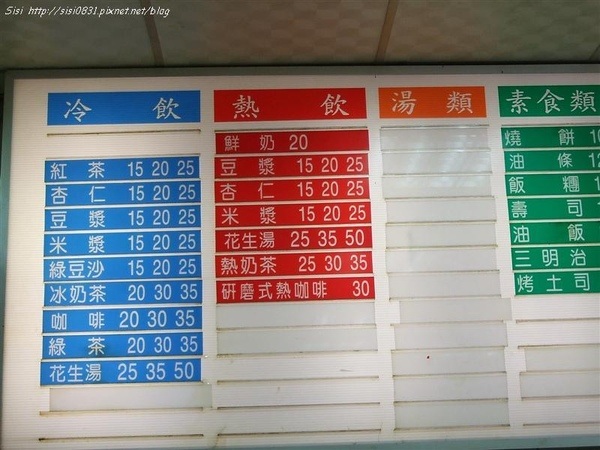 Sisi http://sisi0831.pixnet.net/blog
冷 飲
紅 茶 15 20 25
杏 仁 15 20 25
豆 漿 15 20 25
米 漿 15 20 25
綠豆沙 15 20 25
冰奶茶 20 30 35
咖 啡 20 30 35
綠 茶 20 30 35
花生湯 25 35 50
熱 飲
鮮 奶 20
豆 漿 15 20 25
杏 仁 15 20 25
米 漿 15 20 25
花生湯 25 35 50
熱奶茶 25 30 35
研磨式熱咖啡 30
湯 類
素食類
燒 餅
油 條
飯 糰
壽 司
油 飯
三明治
烤土司